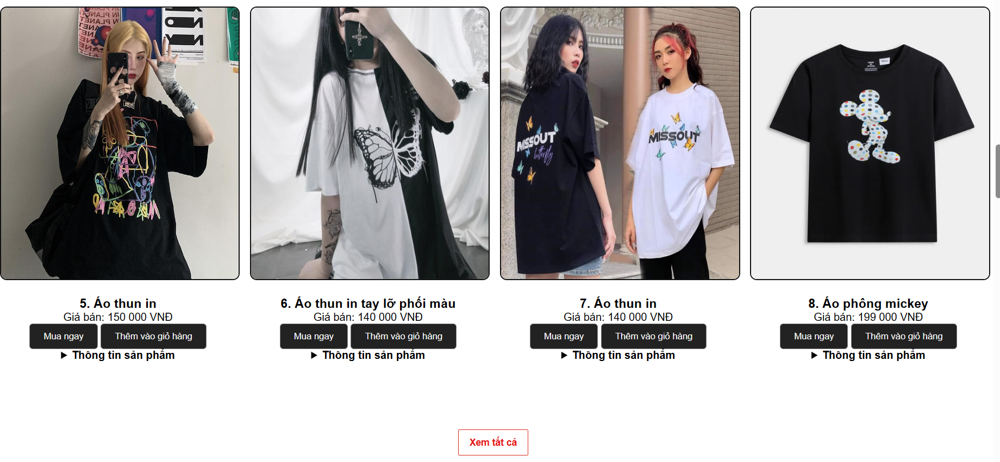 MISSOUT
butterfly
MISSOUT
5. Áo thun in
Giá bán: 150 000 VNĐ
Mua ngay
Thêm vào giỏ hàng
▶ Thông tin sản phẩm
6. Áo thun in tay lỡ phối màu
Giá bán: 140 000 VNĐ
Mua ngay
Thêm vào giỏ hàng
▶ Thông tin sản phẩm
7. Áo thun in
Giá bán: 140 000 VNĐ
Mua ngay
Thêm vào giỏ hàng
▶ Thông tin sản phẩm
8. Áo phông mickey
Giá bán: 199 000 VNĐ
Mua ngay
Thêm vào giỏ hàng
▶ Thông tin sản phẩm
Xem tất cả